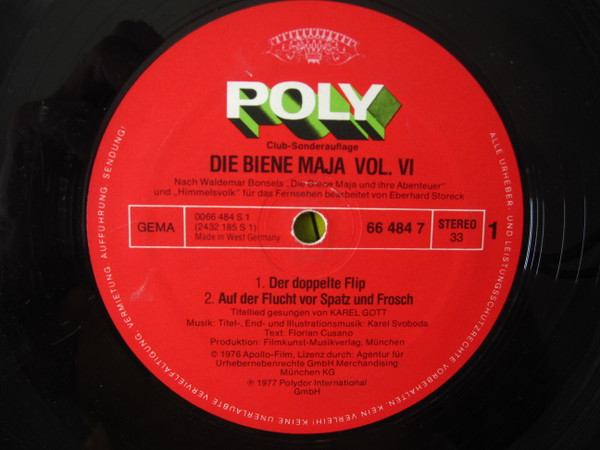 POLY
Club-Sonderauflage
DIE BIENE MAJA VOL. VI
Nach Waldemar Bonsels „Die Biene Maja und ihre Abenteuer"
und „Himmelsvolk" für das Fernsehen bearbeitet von Eberhard Storeck
GEMA
0066 484 S 1
(2432 185 S 1)
Made in West Germany
66 484 7
STEREO
33
1
1. Der doppelte Flip
2. Auf der Flucht vor Spatz und Frosch
Titellied gesungen von KAREL GOTT
Musik: Titel-, End- und Illustrationsmusik: Karel Svoboda
Text: Florian Cusano
Produktion: Filmkunst-Musikverlag, München
© 1976 Apollo-Film, Lizenz durch: Agentur für
Urhebernebenrechte GmbH Merchandising
München KG
℗ 1977 Polydor International
GmbH
ALLE URHEBER- UND LEISTUNGSSCHUTZRECHTE VORBEHALTEN. KEIN VERLEIH! KEINE UNERLAUBTE VERVIELFÄLTIGUNG, VERMIETUNG, AUFFÜHRUNG, SENDUNG!